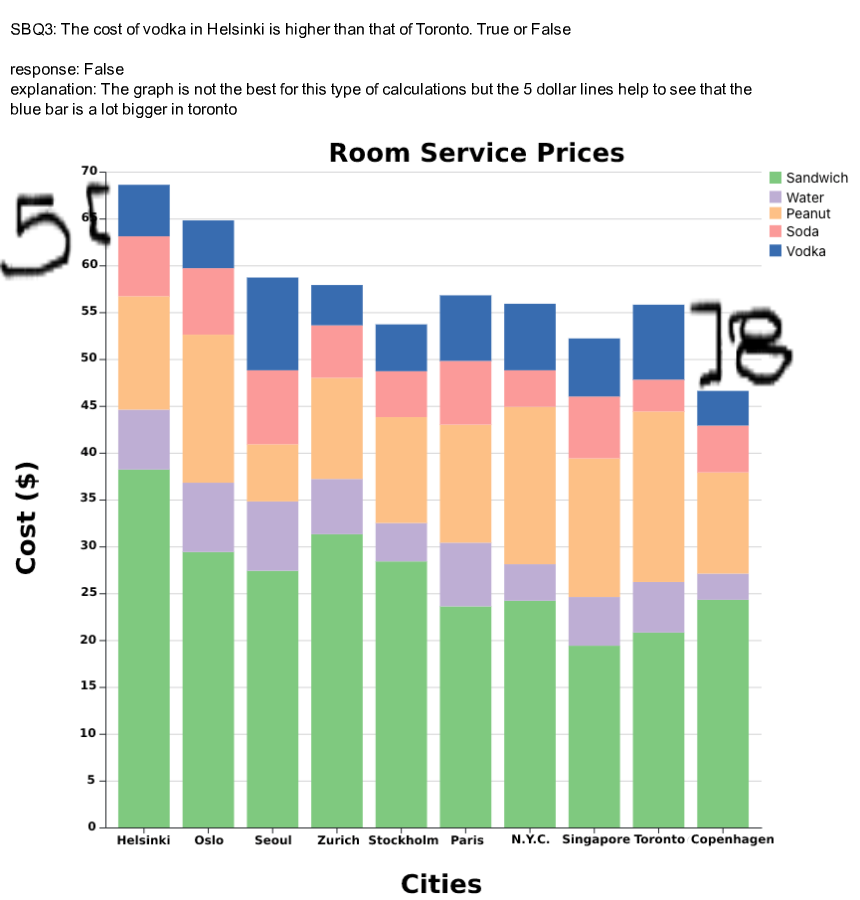 SBQ3: The cost of vodka in Helsinki is higher than that of Toronto. True or False
response: False
explanation: The graph is not the best for this type of calculations but the 5 dollar lines help to see that the
blue bar is a lot bigger in toronto
Room Service Prices
Sandwich
Water
Peanut
Soda
Vodka
70
65
60
55
50
45
40
35
30
25
20
15
10
5
0
5
8
Cost ($)
Helsinki Oslo Seoul Zurich Stockholm Paris N.Y.C. Singapore Toronto Copenhagen
Cities